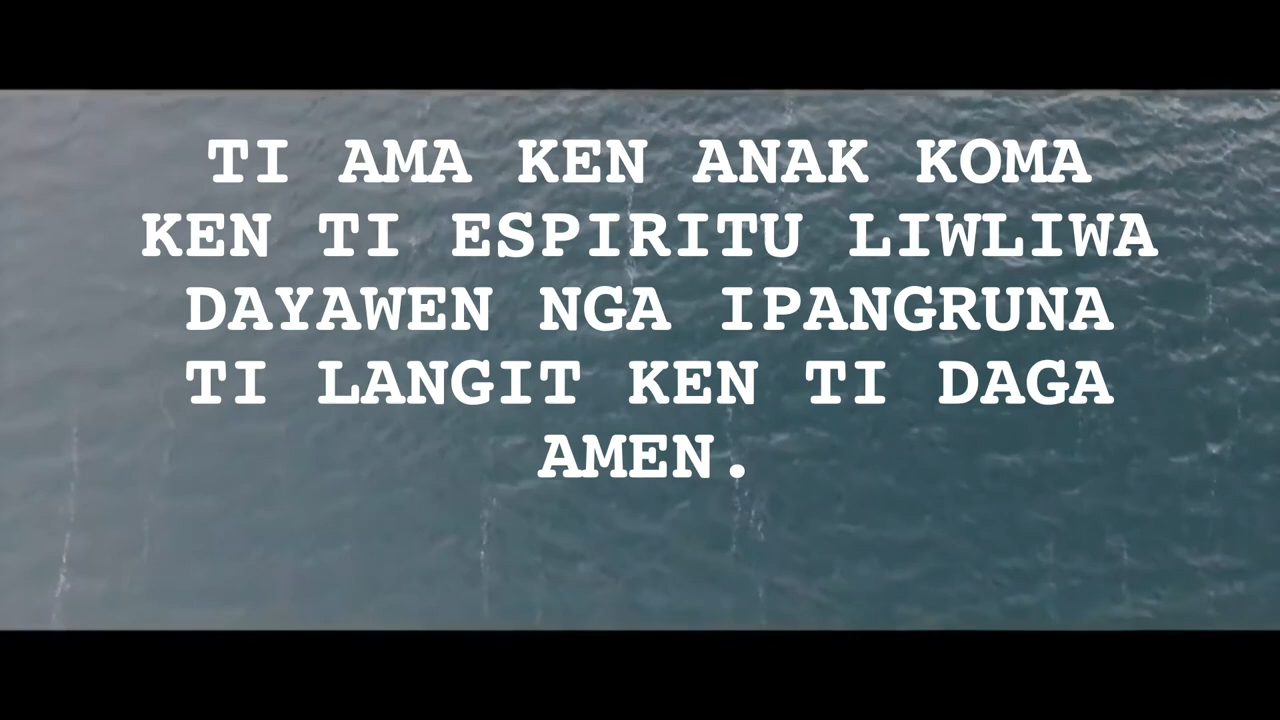 TI AMA KEN ANAK KOMA
KEN TI ESPIRITU LIWLIWA
DAYAWEN NGA IPANGRUNA
TI LANGIT KEN TI DAGA
AMEN.